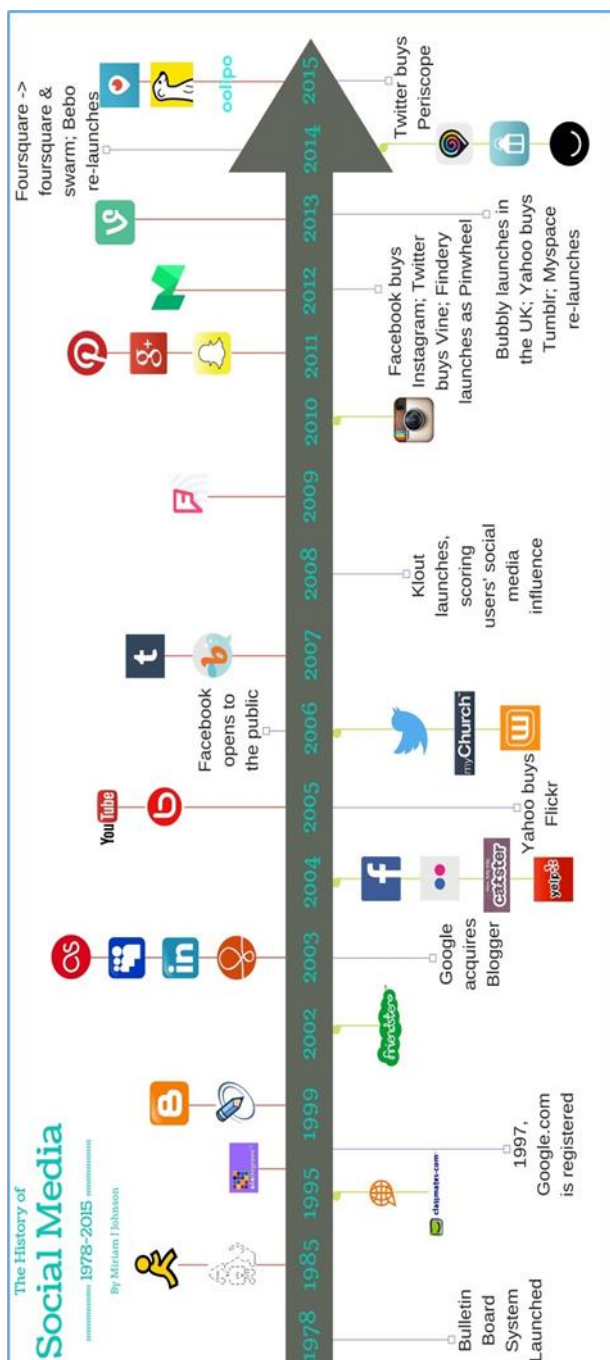 The History of
Social Media
1978-2015
By Miriam J Johnson
1978
1985
1995
1999
2002
2003
2004
2005
2006
2007
2008
2009
2010
2011
2012
2013
2014
2015
Bulletin
Board
System
Launched
classmates.com
1997,
Google.com
is registered
friendster
in
Google
acquires
Blogger
f
catster
yelp
YouTube
Yahoo buys
Flickr
Facebook
opens to
the public
myChurch
t
b
Klout
launches,
scoring
users' social
media
influence
g+
Facebook buys
Instagram; Twitter
buys Vine; Findery
launches as Pinwheel
Bubbly launches in
the UK; Yahoo buys
Tumblr; Myspace
re-launches
Foursquare ->
foursquare &
swarm; Bebo
re-launches
oolipo
Twitter buys
Periscope